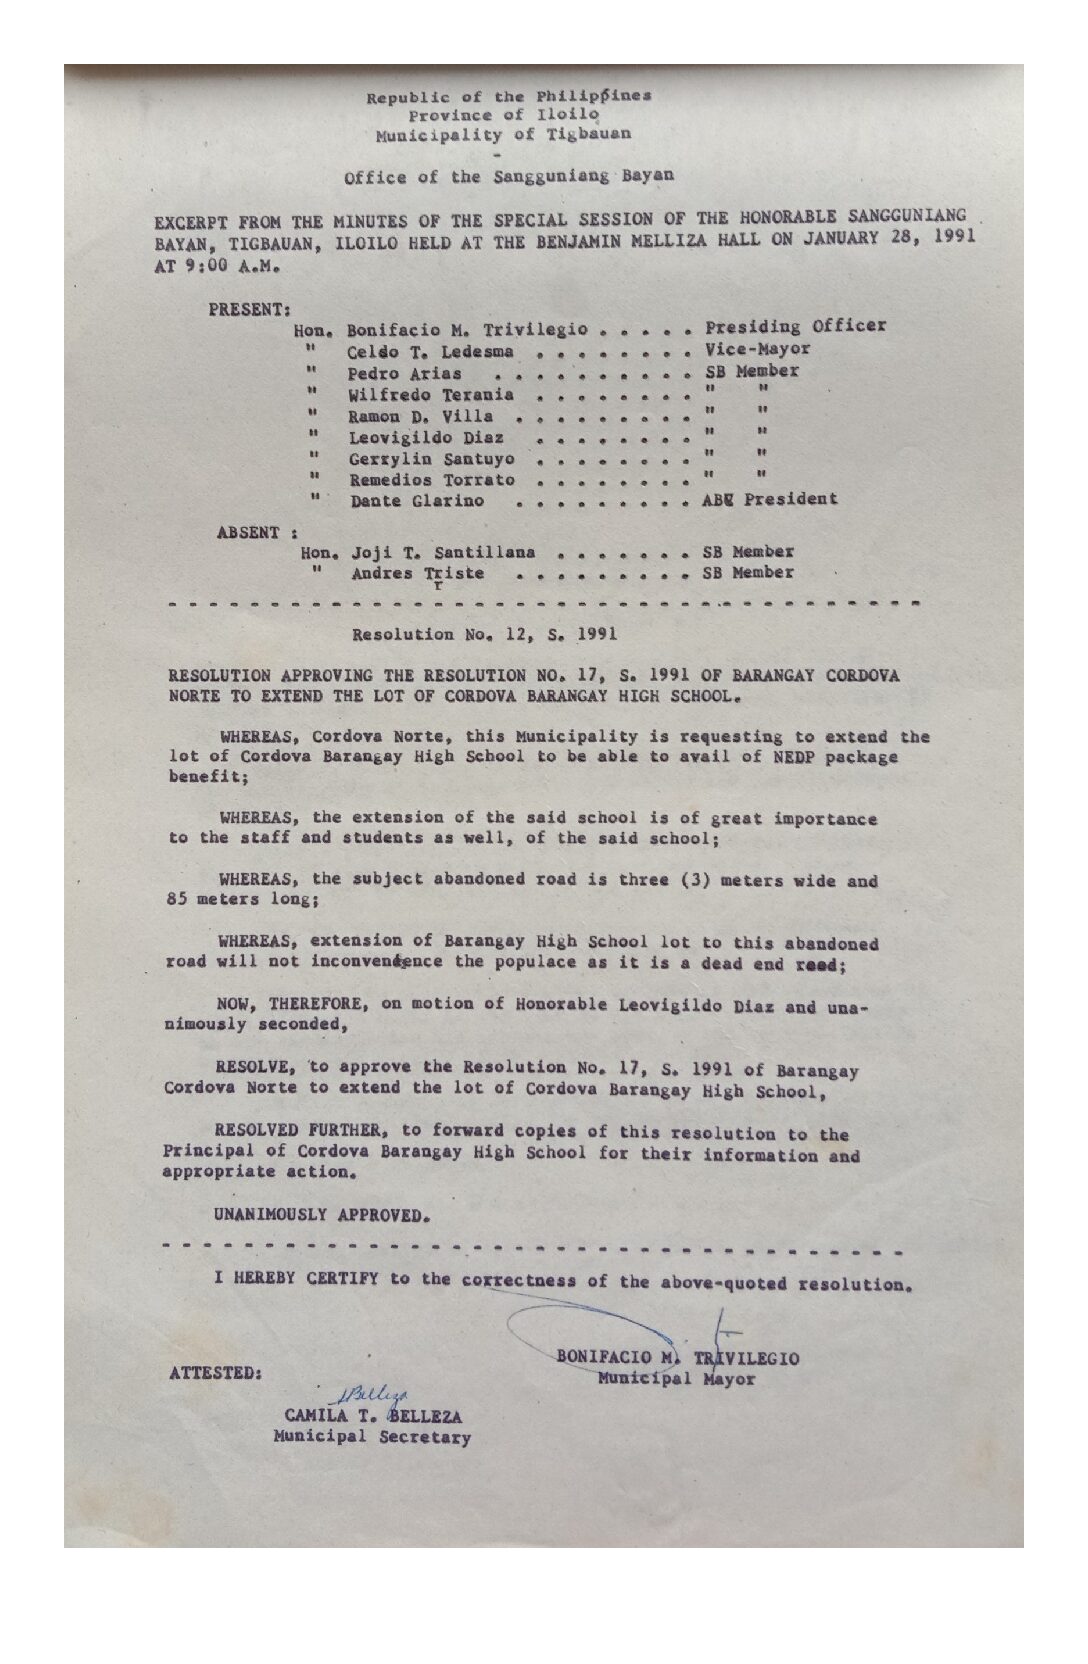 Republic of the Philippines
Province of Iloilo
Municipality of Tigbauan
-
Office of the Sangguniang Bayan
EXCERPT FROM THE MINUTES OF THE SPECIAL SESSION OF THE HONORABLE SANGGUNIANG
BAYAN, TIGBAUAN, ILOILO HELD AT THE BENJAMIN MELLIZA HALL ON JANUARY 28, 1991
AT 9:00 A.M.
PRESENT:
Hon. Bonifacio M. Trivilegio . . . . . Presiding Officer
" Celdo T. Ledesma . . . . . . . . Vice-Mayor
" Pedro Arias . . . . . . . . . . SB Member
" Wilfredo Terania . . . . . . . . " "
" Ramon D. Villa . . . . . . . . . " "
" Leovigildo Diaz . . . . . . . . " "
" Gerrylin Santuyo . . . . . . . . " "
" Remedios Torrato . . . . . . . . " "
" Dante Glarino . . . . . . . . . ABC President
ABSENT :
Hon. Joji T. Santillana . . . . . . . SB Member
" Andres Triste . . . . . . . . . SB Member
r
- - - - - - - - - - - - - - - - - - - - - - - - - - - - - - - - - - - - -
Resolution No. 12, S. 1991
RESOLUTION APPROVING THE RESOLUTION NO. 17, S. 1991 OF BARANGAY CORDOVA
NORTE TO EXTEND THE LOT OF CORDOVA BARANGAY HIGH SCHOOL.
WHEREAS, Cordova Norte, this Municipality is requesting to extend the
lot of Cordova Barangay High School to be able to avail of NEDP package
benefit;
WHEREAS, the extension of the said school is of great importance
to the staff and students as well, of the said school;
WHEREAS, the subject abandoned road is three (3) meters wide and
85 meters long;
WHEREAS, extension of Barangay High School lot to this abandoned
road will not inconvenience the populace as it is a dead end road;
NOW, THEREFORE, on motion of Honorable Leovigildo Diaz and una-
nimously seconded,
RESOLVE, to approve the Resolution No. 17, S. 1991 of Barangay
Cordova Norte to extend the lot of Cordova Barangay High School,
RESOLVED FURTHER, to forward copies of this resolution to the
Principal of Cordova Barangay High School for their information and
appropriate action.
UNANIMOUSLY APPROVED.
- - - - - - - - - - - - - - - - - - - - - - - - - - - - - - - - - - - -
I HEREBY CERTIFY to the correctness of the above-quoted resolution.
BONIFACIO M. TRIVILEGIO
Municipal Mayor
ATTESTED:
CAMILA T. BELLEZA
Municipal Secretary